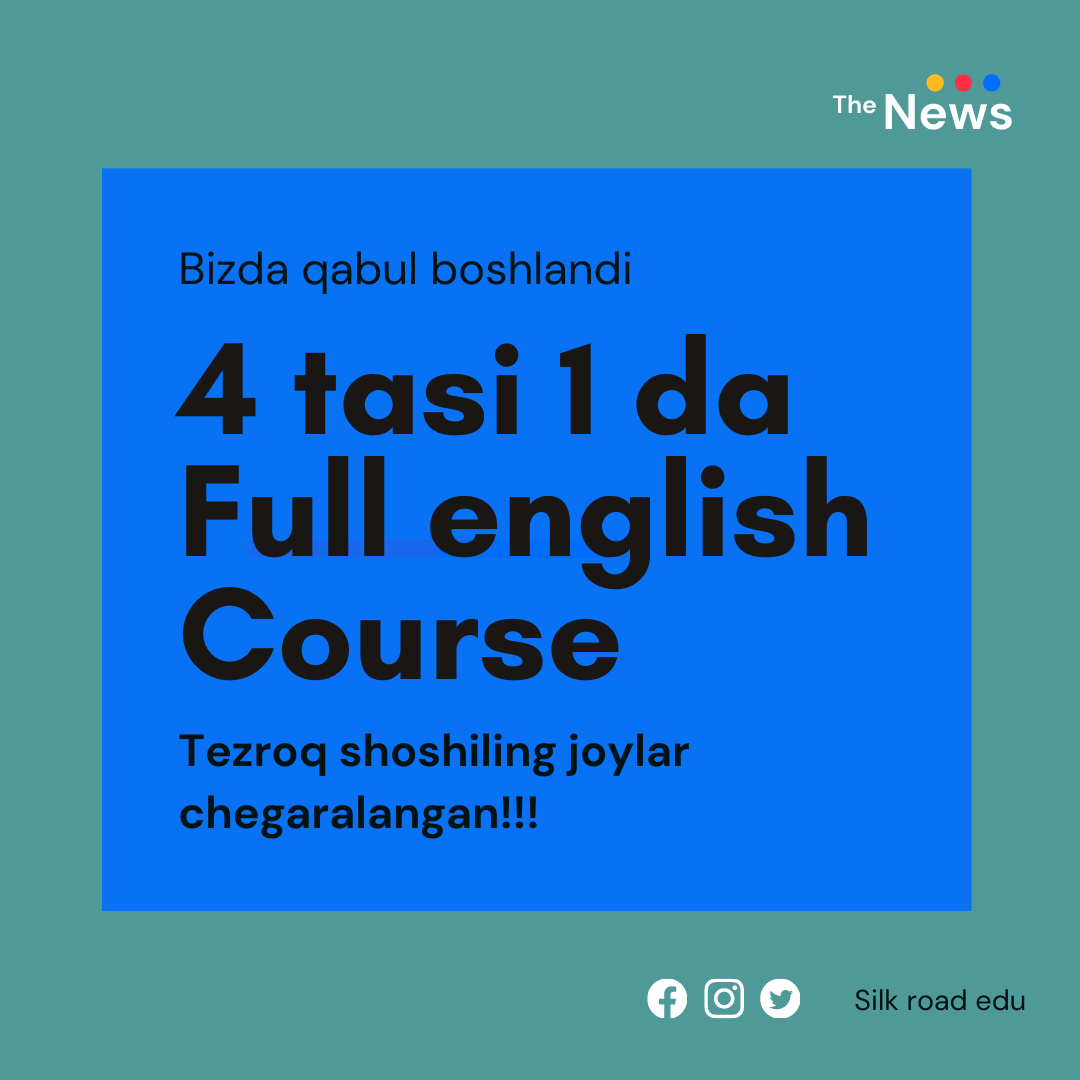 The News
Bizda qabul boshlandi
4 tasi 1 da
Full english
Course
Tezroq shoshiling joylar
chegaralangan!!!
Silk road edu